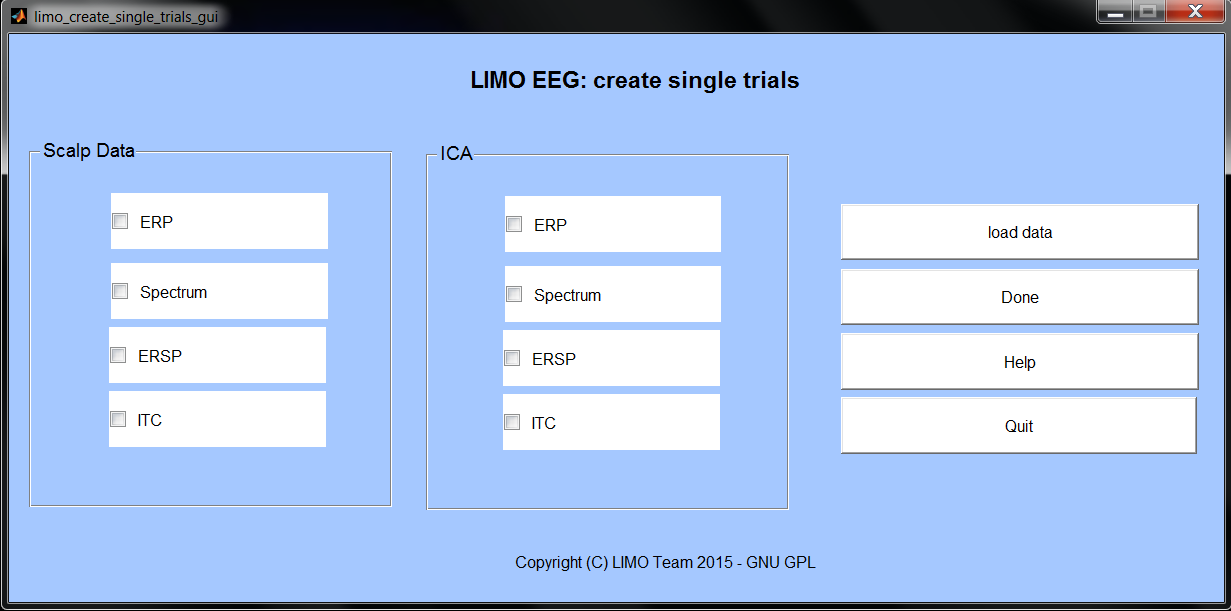 limo_create_single_trials_gui
LIMO EEG: create single trials
Scalp Data
ERP
Spectrum
ERSP
ITC
ICA
ERP
Spectrum
ERSP
ITC
load data
Done
Help
Quit
Copyright (C) LIMO Team 2015 - GNU GPL